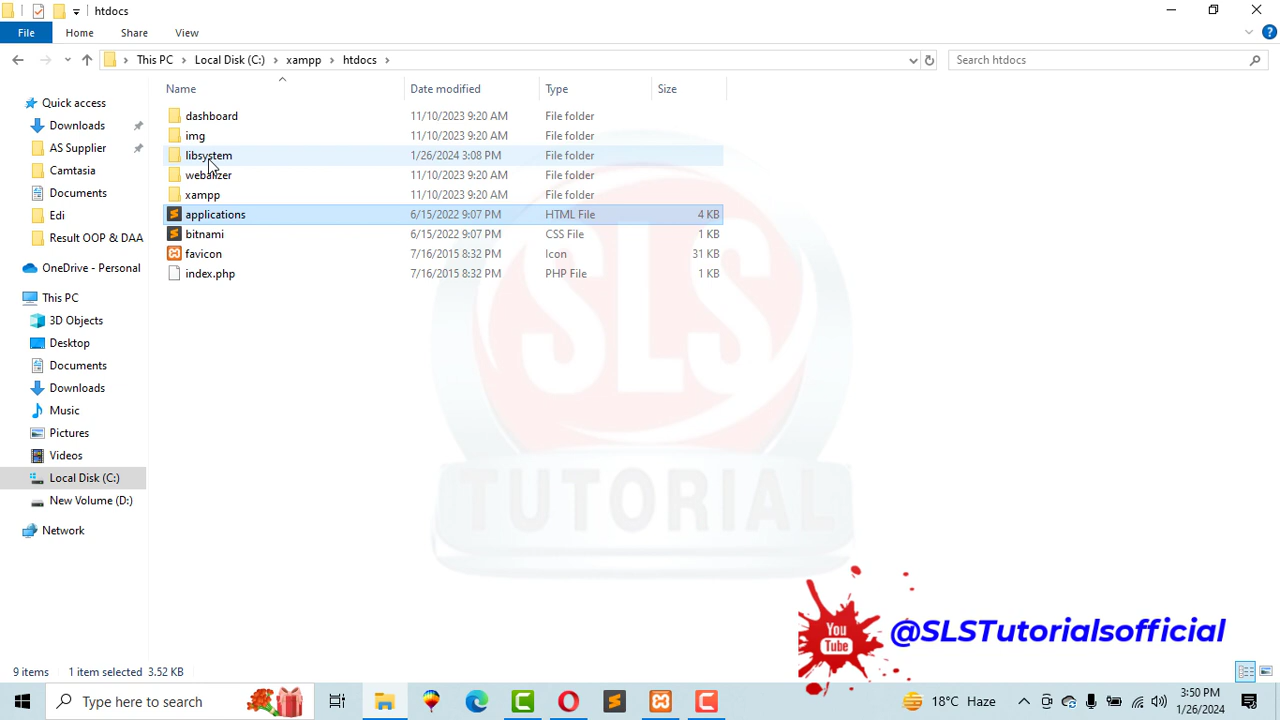 htdocs
File Home Share View
This PC Local Disk (C:) xampp htdocs Search htdocs
Name Date modified Type Size
dashboard 11/10/2023 9:20 AM File folder
img 11/10/2023 9:20 AM File folder
libsystem 1/26/2024 3:08 PM File folder
webalizer 11/10/2023 9:20 AM File folder
xampp 11/10/2023 9:20 AM File folder
applications 6/15/2022 9:07 PM HTML File 4 KB
bitnami 6/15/2022 9:07 PM CSS File 1 KB
favicon 7/16/2015 8:32 PM Icon 31 KB
index.php 7/16/2015 8:32 PM PHP File 1 KB
Quick access
Downloads
AS Supplier
Camtasia
Documents
Edi
Result OOP & DAA
OneDrive - Personal
This PC
3D Objects
Desktop
Documents
Downloads
Music
Pictures
Videos
Local Disk (C:)
New Volume (D:)
Network
SLS
TUTORIAL
You
Tube
@SLSTutorialsofficial
9 items 1 item selected 3.52 KB
Type here to search
18°C Haze
3:50 PM
1/26/2024